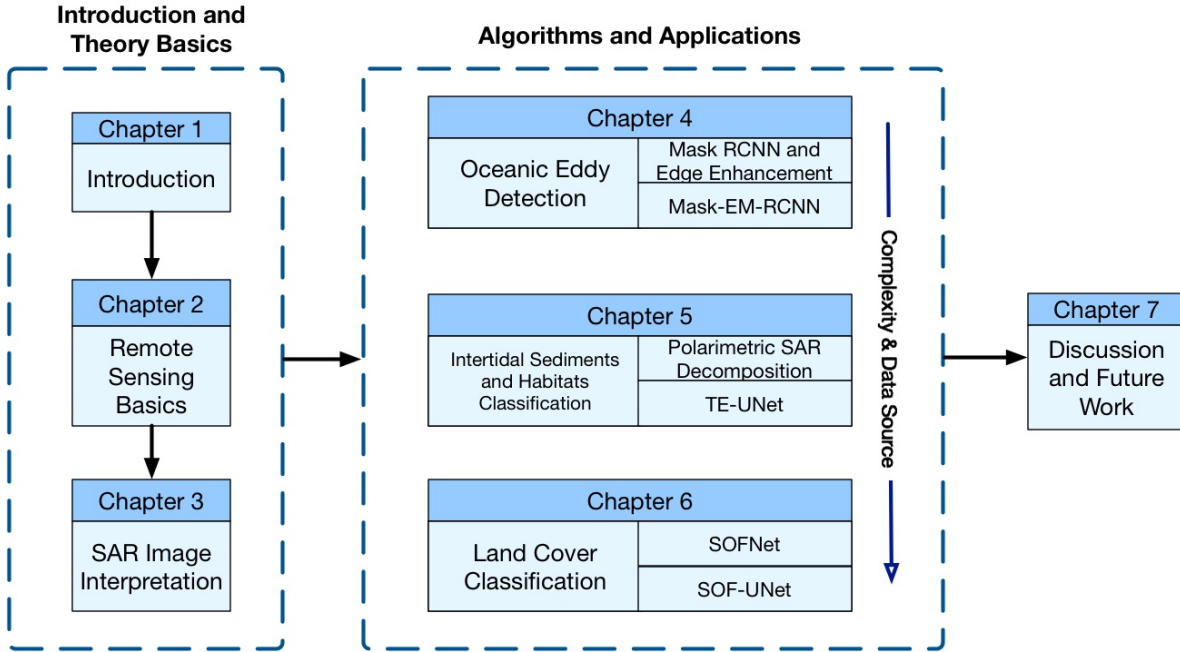 Introduction and
Theory Basics
Chapter 1
Introduction
Chapter 2
Remote
Sensing
Basics
Chapter 3
SAR Image
Interpretation
Algorithms and Applications
Chapter 4
Oceanic Eddy
Detection
Mask RCNN and
Edge Enhancement
Mask-EM-RCNN
Chapter 5
Intertidal Sediments
and Habitats
Classification
Polarimetric SAR
Decomposition
TE-UNet
Chapter 6
Land Cover
Classification
SOFNet
SOF-UNet
Complexity & Data Source
Chapter 7
Discussion
and Future
Work